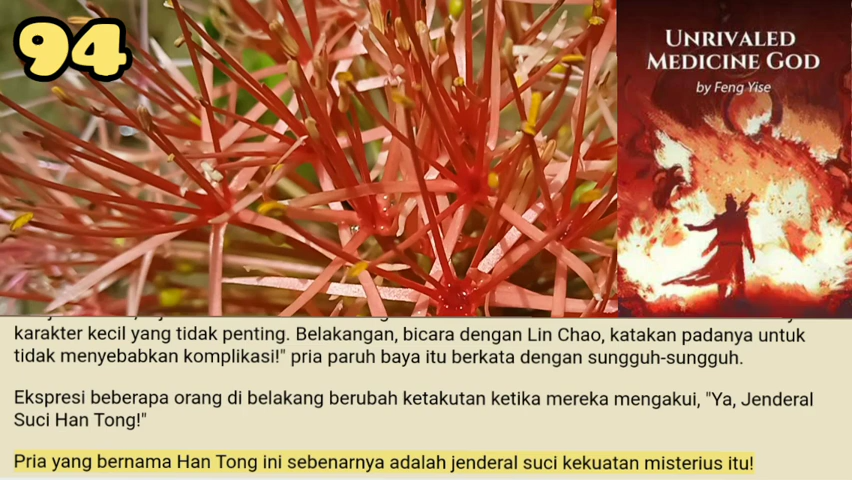 94
UNRIVALED
MEDICINE GOD
by Feng Yise
karakter kecil yang tidak penting. Belakangan, bicara dengan Lin Chao, katakan padanya untuk
tidak menyebabkan komplikasi!" pria paruh baya itu berkata dengan sungguh-sungguh.
Ekspresi beberapa orang di belakang berubah ketakutan ketika mereka mengakui, "Ya, Jenderal
Suci Han Tong!"
Pria yang bernama Han Tong ini sebenarnya adalah jenderal suci kekuatan misterius itu!